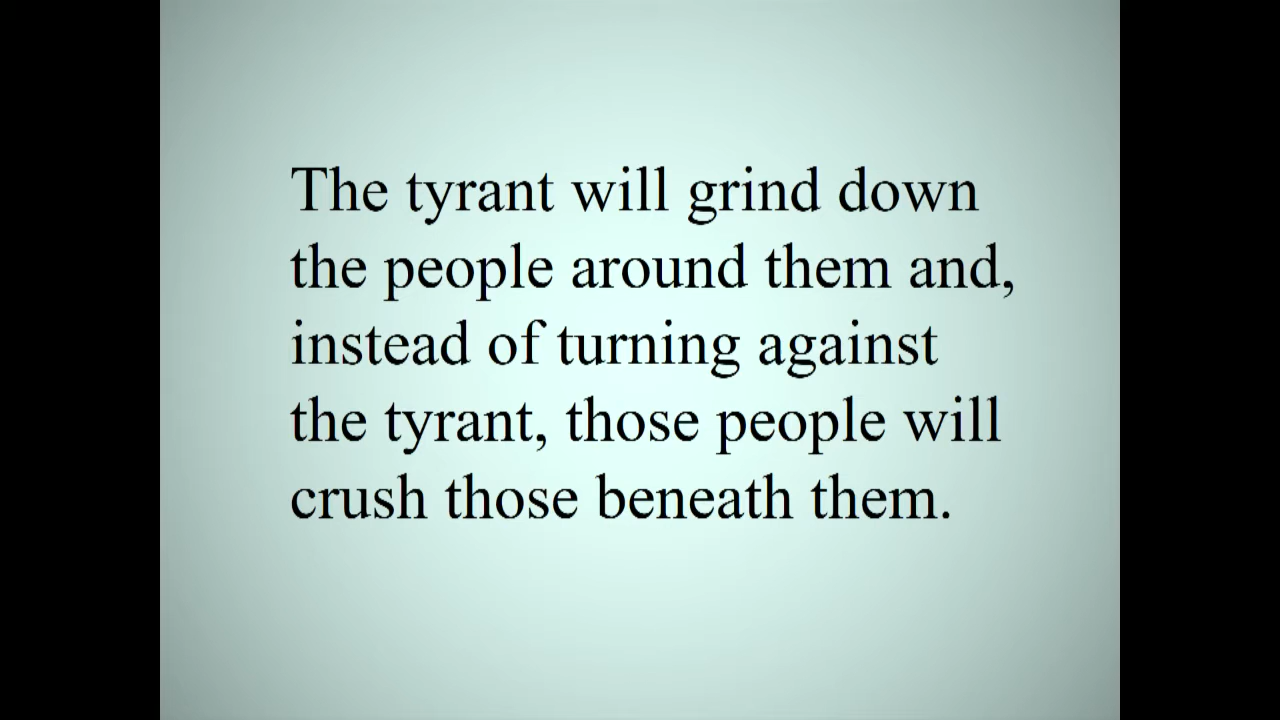 The tyrant will grind down
the people around them and,
instead of turning against
the tyrant, those people will
crush those beneath them.